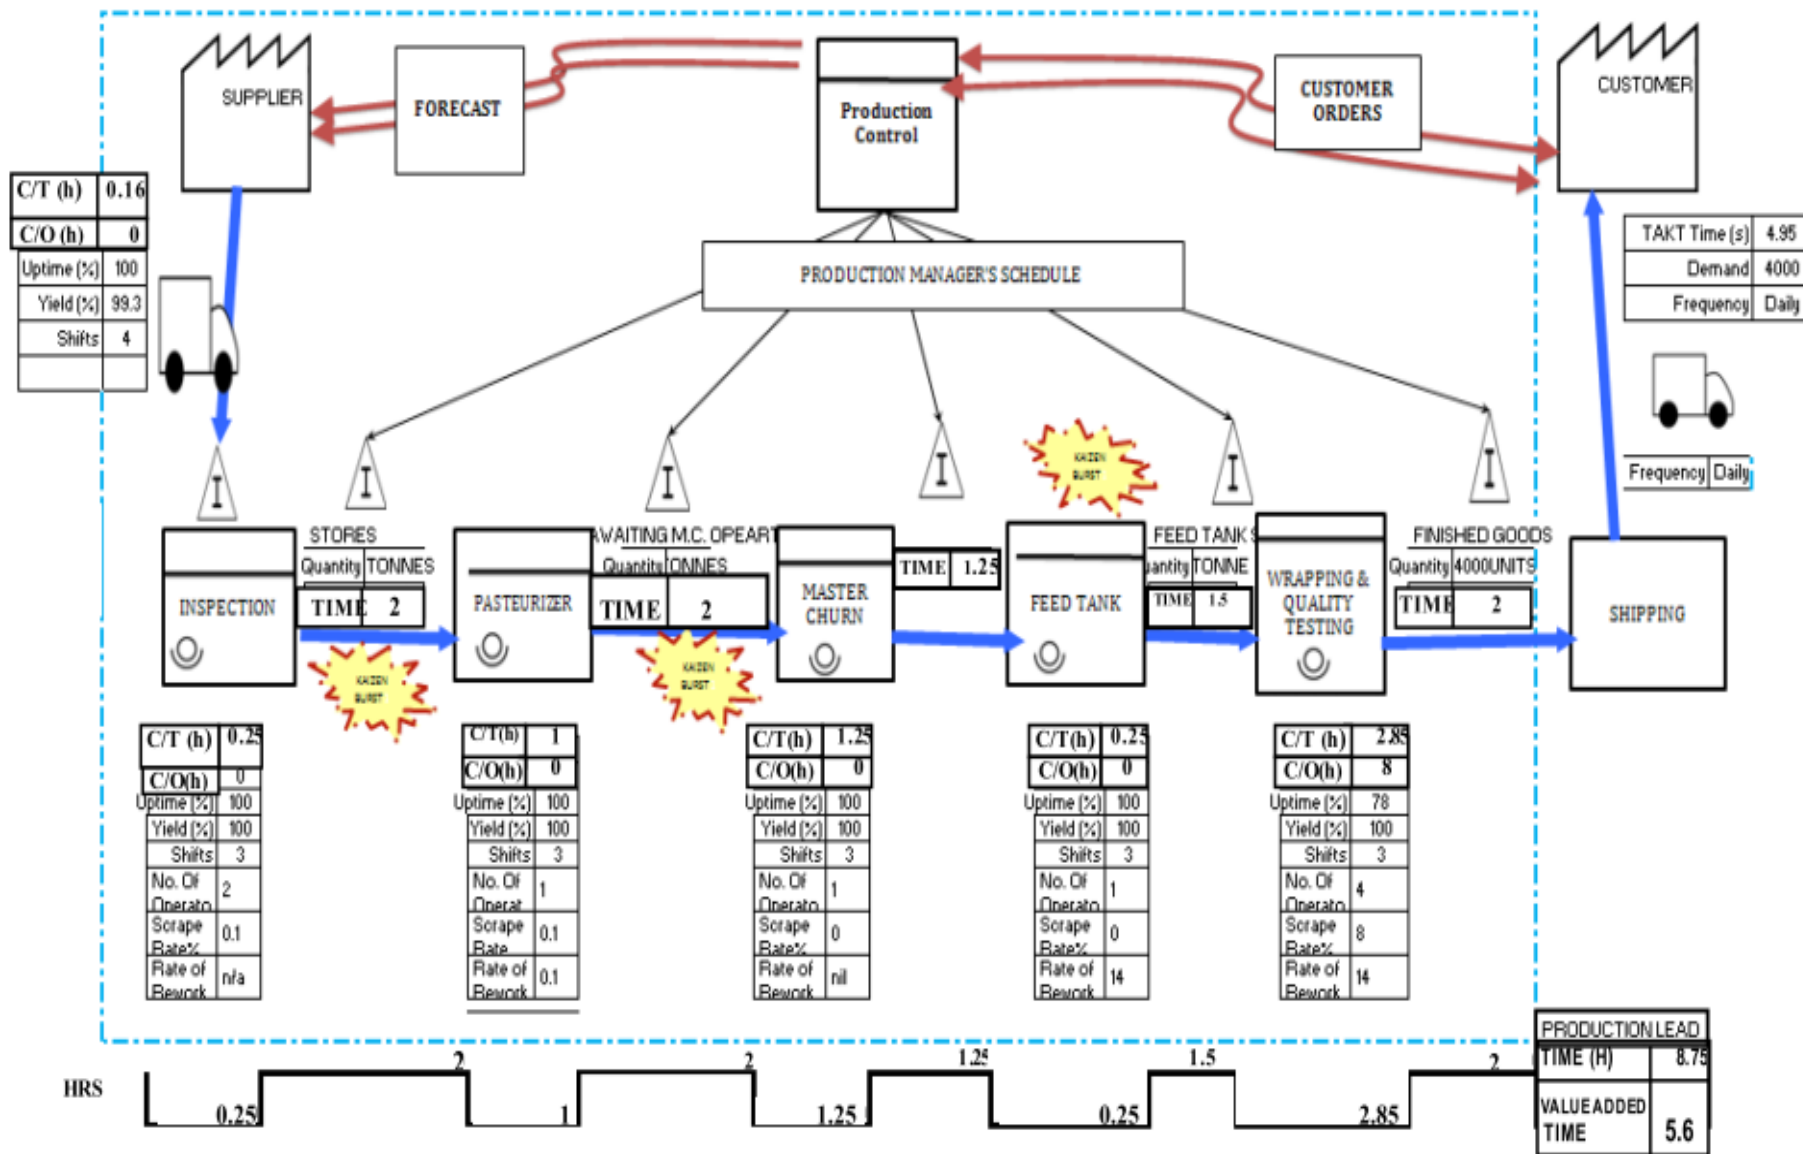 SUPPLIER
FORECAST
Production
Control
CUSTOMER
ORDERS
CUSTOMER
C/T (h) 0.16
C/O (h) 0
Uptime (%) 100
Yield (%) 99.3
Shifts 4
TAKT Time (s) 4.95
Demand 4000
Frequency Daily
PRODUCTION MANAGER'S SCHEDULE
Frequency Daily
I
I
I
I
I
I
KAIZEN
BURST
STORES
Quantity TONNES
TIME 2
AWAITING M.C. OPEART
Quantity ONNES
TIME 2
TIME 1.25
FEED TANK S
uantity TONNE
TIME 1.5
FINISHED GOODS
Quantity 4000UNITS
TIME 2
INSPECTION
PASTEURIZER
MASTER
CHURN
FEED TANK
WRAPPING &
QUALITY
TESTING
SHIPPING
KAIZEN
BURST
KAIZEN
BURST
C/T (h) 0.25
C/O(h) 0
Uptime (%) 100
Yield (%) 100
Shifts 3
No. Of
Operato 2
Scrape
Rate% 0.1
Rate of
Rework n/a
C/T(h) 1
C/O(h) 0
Uptime (%) 100
Yield (%) 100
Shifts 3
No. Of
Operat 1
Scrape
Rate 0.1
Rate of
Rework 0.1
C/T(h) 1.25
C/O(h) 0
Uptime (%) 100
Yield (%) 100
Shifts 3
No. Of
Operato 1
Scrape
Rate% 0
Rate of
Rework nil
C/T(h) 0.25
C/O(h) 0
Uptime (%) 100
Yield (%) 100
Shifts 3
No. Of
Operato 1
Scrape
Rate% 0
Rate of
Rework 14
C/T (h) 2.85
C/O(h) 8
Uptime (%) 78
Yield (%) 100
Shifts 3
No. Of
Operato 4
Scrape
Rate% 8
Rate of
Rework 14
HRS
2 2 1.25 1.5 2
0.25 1 1.25 0.25 2.85
PRODUCTION LEAD
TIME (H) 8.75
VALUE ADDED
TIME 5.6